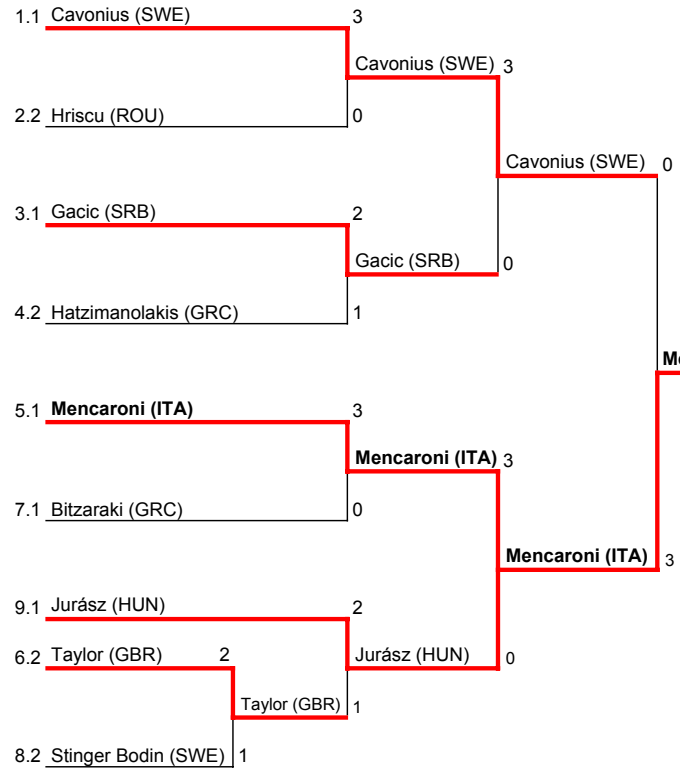 1.1 Cavonius (SWE) 3
Cavonius (SWE) 3
2.2 Hriscu (ROU) 0
Cavonius (SWE) 0
3.1 Gacic (SRB) 2
Gacic (SRB) 0
4.2 Hatzimanolakis (GRC) 1
5.1 Mencaroni (ITA) 3
Mencaroni (ITA) 3
7.1 Bitzaraki (GRC) 0
Mencaroni (ITA) 3
9.1 Jurász (HUN) 2
6.2 Taylor (GBR) 2
Jurász (HUN) 0
Taylor (GBR) 1
8.2 Stinger Bodin (SWE) 1